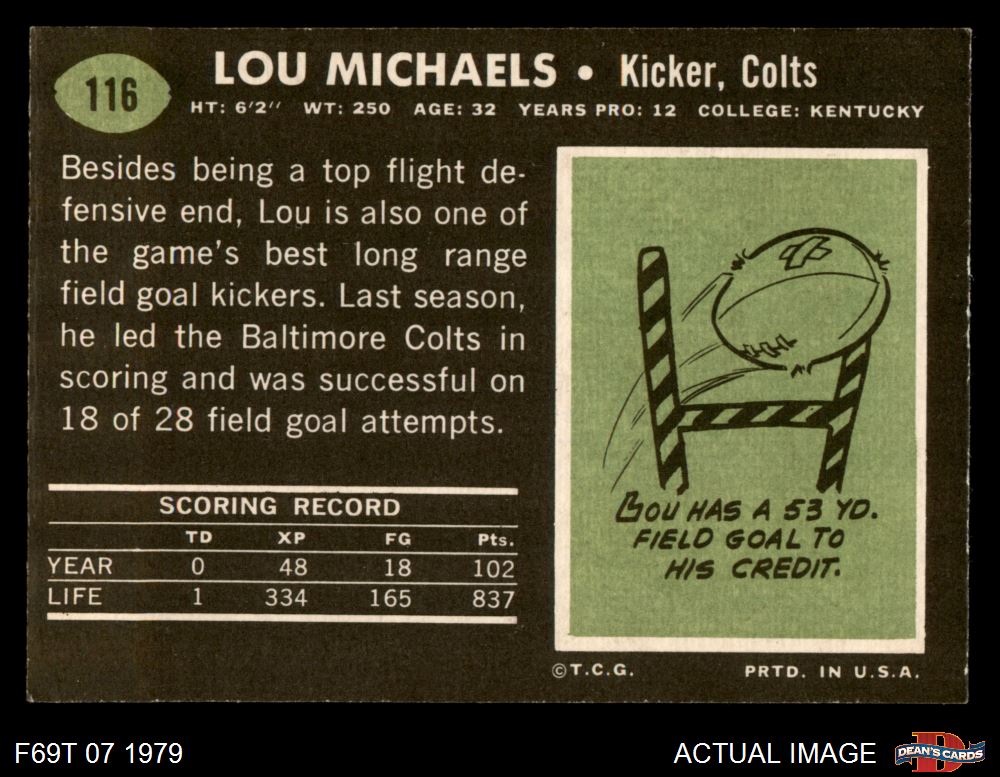 116
LOU MICHAELS • Kicker, Colts
HT: 6'2'' WT: 250 AGE: 32 YEARS PRO: 12 COLLEGE: KENTUCKY
Besides being a top flight de-
fensive end, Lou is also one of
the game's best long range
field goal kickers. Last season,
he led the Baltimore Colts in
scoring and was successful on
18 of 28 field goal attempts.
SCORING RECORD
TD XP FG Pts.
YEAR 0 48 18 102
LIFE 1 334 165 837
LOU HAS A 53 YD.
FIELD GOAL TO
HIS CREDIT.
©T.C.G. PRTD. IN U.S.A.
F69T 07 1979
ACTUAL IMAGE
D
DEAN'S CARDS